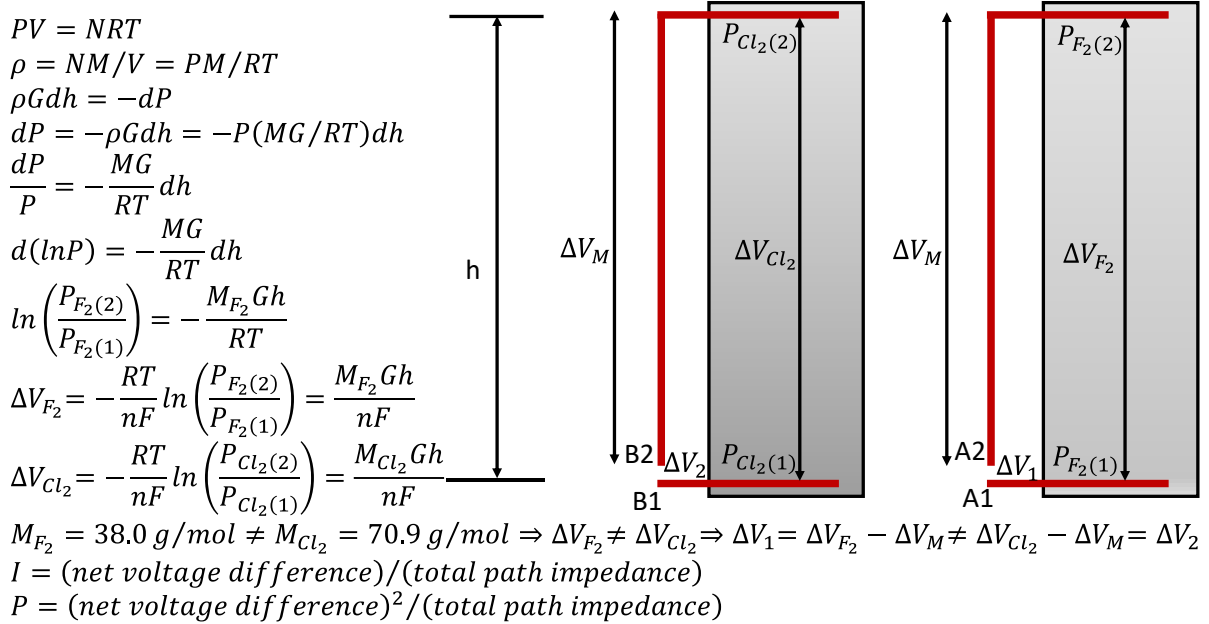 PV = NRT
ρ = NM/V = PM/RT
ρGdh = −dP
dP = −ρGdh = −P(MG/RT)dh
dP/P = −(MG/RT)dh
d(lnP) = −(MG/RT)dh
ln(P_{F_2(2)}/P_{F_2(1)}) = −M_{F_2}Gh/RT
ΔV_{F_2} = −(RT/nF)ln(P_{F_2(2)}/P_{F_2(1)}) = M_{F_2}Gh/nF
ΔV_{Cl_2} = −(RT/nF)ln(P_{Cl_2(2)}/P_{Cl_2(1)}) = M_{Cl_2}Gh/nF
M_{F_2} = 38.0 g/mol ≠ M_{Cl_2} = 70.9 g/mol ⇒ ΔV_{F_2} ≠ ΔV_{Cl_2} ⇒ ΔV_1 = ΔV_{F_2} − ΔV_M ≠ ΔV_{Cl_2} − ΔV_M = ΔV_2
I = (net voltage difference)/(total path impedance)
P = (net voltage difference)^2/(total path impedance)
h
ΔV_M
P_{Cl_2(2)}
ΔV_{Cl_2}
B2
ΔV_2
P_{Cl_2(1)}
B1
ΔV_M
P_{F_2(2)}
ΔV_{F_2}
A2
ΔV_1
P_{F_2(1)}
A1